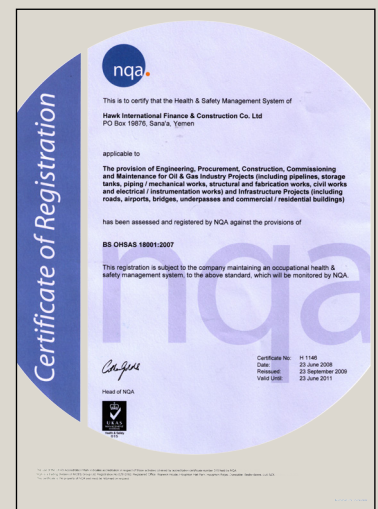 nqa.
Certificate of Registration
This is to certify that the Health & Safety Management System of
Hawk International Finance & Construction Co. Ltd
PO Box 19876, Sana'a, Yemen
applicable to
The provision of Engineering, Procurement, Construction, Commissioning
and Maintenance for Oil & Gas Industry Projects (including pipelines, storage
tanks, piping / mechanical works, structural and fabrication works, civil works
and electrical / instrumentation works) and Infrastructure Projects (including
roads, airports, bridges, underpasses and commercial / residential buildings)
has been assessed and registered by NQA against the provisions of
BS OHSAS 18001:2007
This registration is subject to the company maintaining an occupational health &
safety management system, to the above standard, which will be monitored by NQA.
nqa
Certificate No: H 1146
Date: 23 June 2008
Reissued: 23 September 2009
Valid Until: 23 June 2011
Head of NQA
UKAS